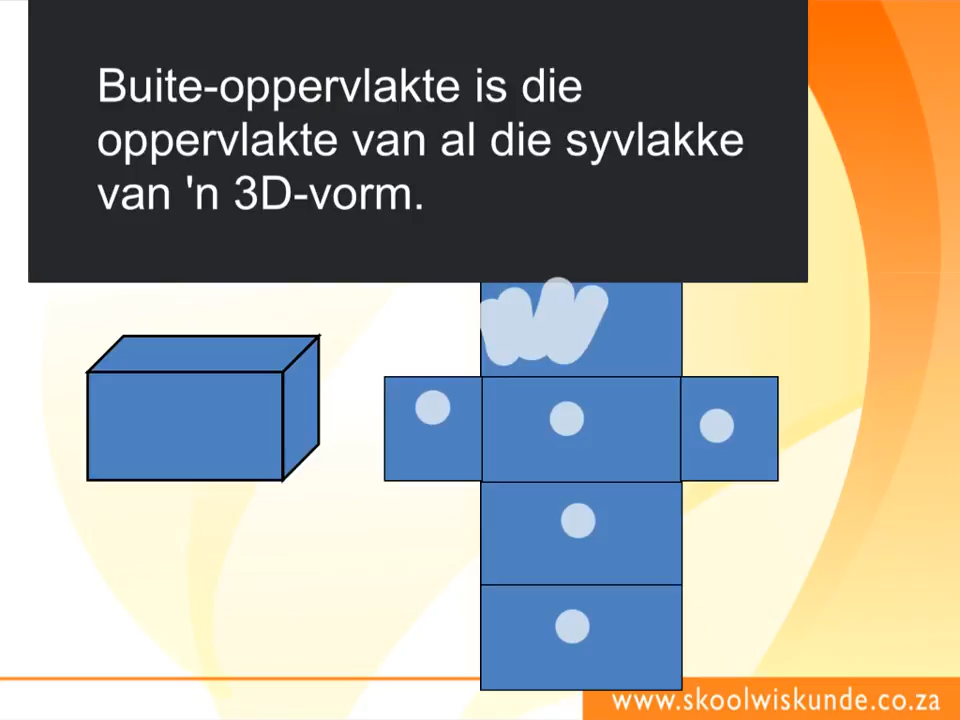 Buite-oppervlakte is die
oppervlakte van al die syvlakke
van 'n 3D-vorm.
www.skoolwiskunde.co.za